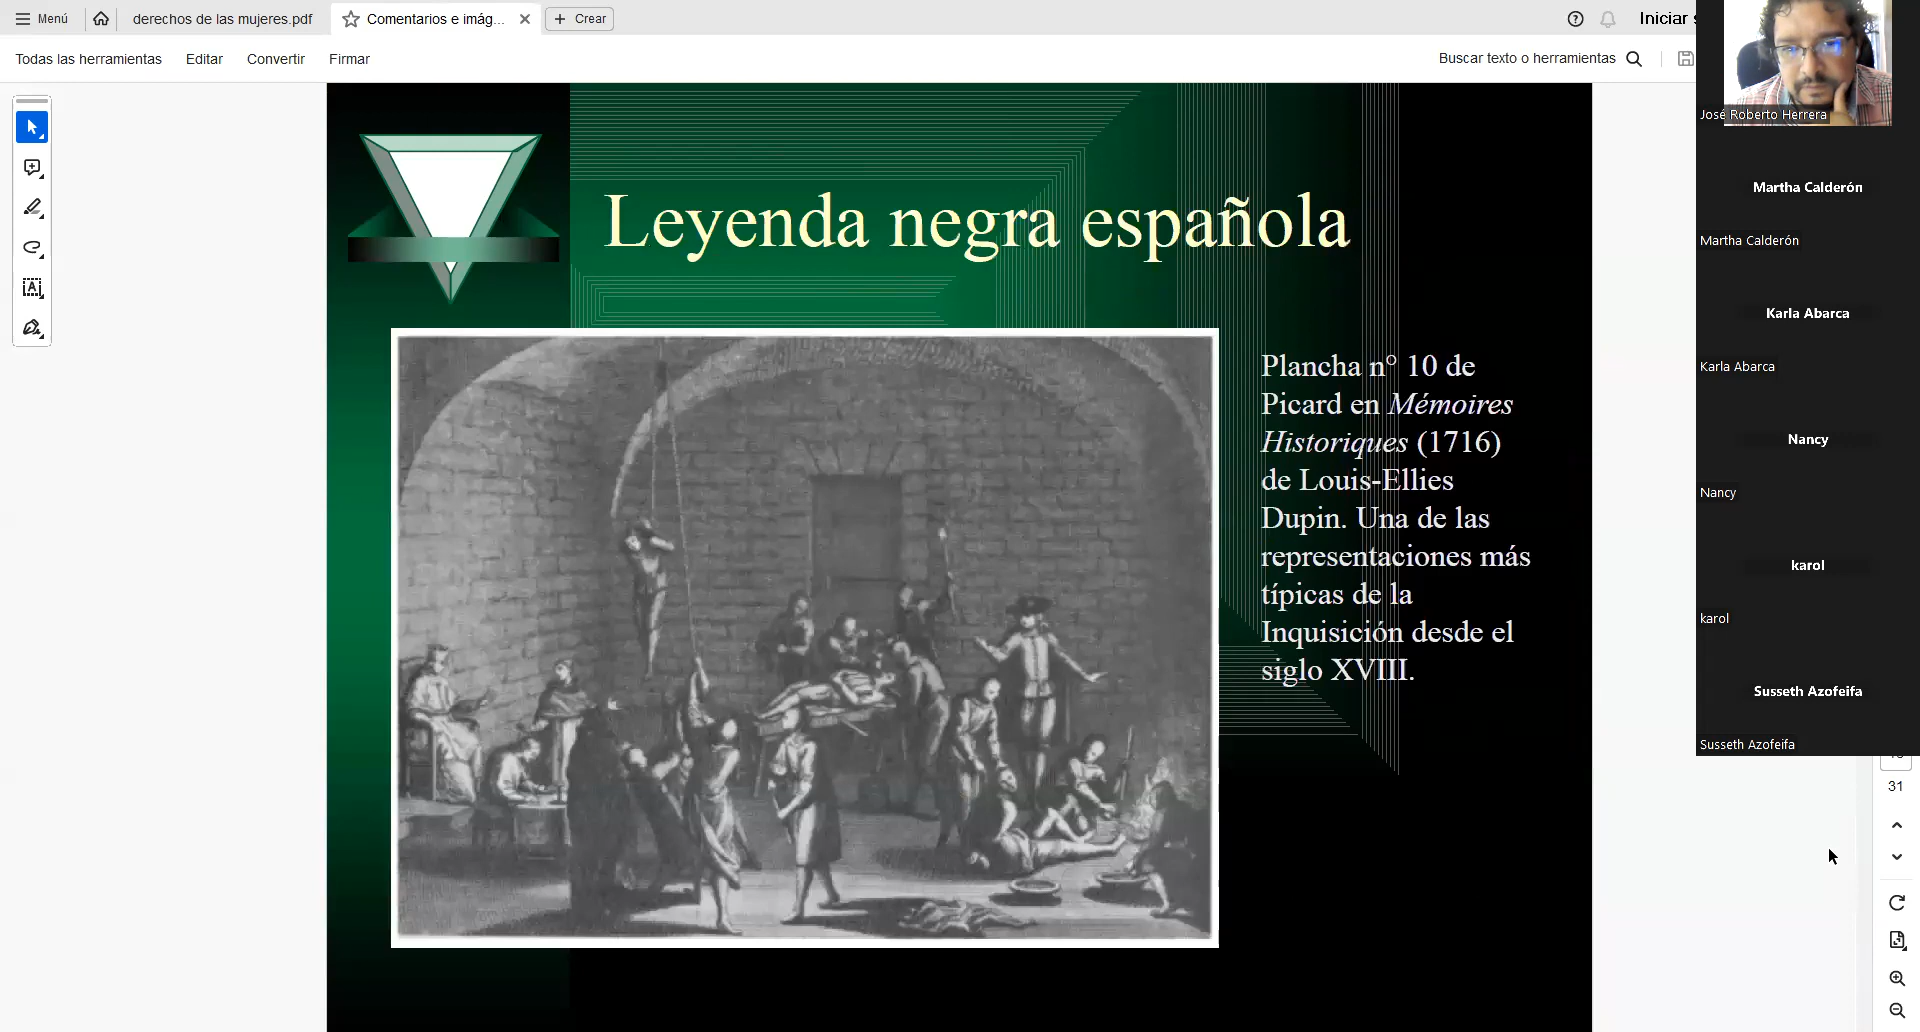 Menú
derechos de las mujeres.pdf
Comentarios e imág...
Crear
Iniciar
Todas las herramientas
Editar
Convertir
Firmar
Buscar texto o herramientas
Leyenda negra española
Plancha n° 10 de
Picard en Mémoires
Historiques (1716)
de Louis-Ellies
Dupin. Una de las
representaciones más
típicas de la
Inquisición desde el
siglo XVIII.
José Roberto Herrera
Martha Calderón
Martha Calderón
Karla Abarca
Karla Abarca
Nancy
Nancy
karol
karol
Susseth Azofeifa
Susseth Azofeifa
31